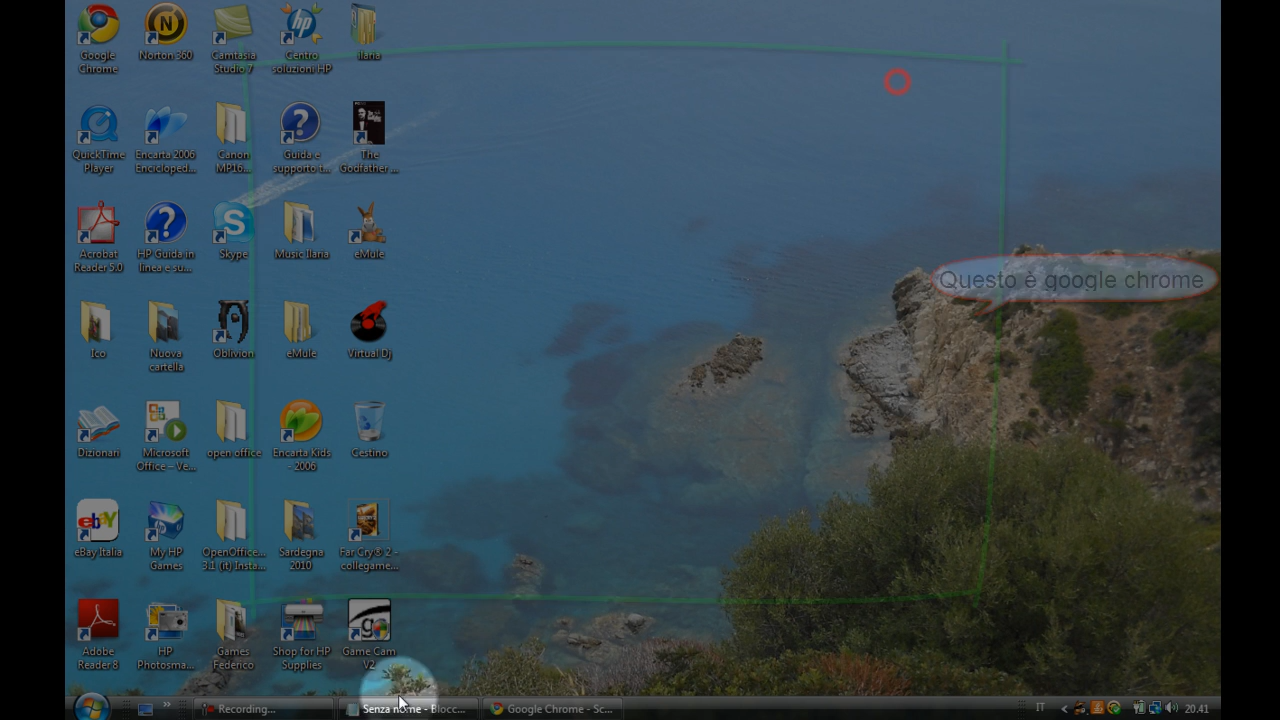 Google
Chrome
Norton 360
Camtasia
Studio 7
Centro
soluzioni HP
ilaria
QuickTime
Player
Encarta 2006
Encicloped...
Canon
MP16...
Guida e
supporto t...
The
Godfather ...
Acrobat
Reader 5.0
HP Guida in
linea e su...
Skype
Music Ilaria
eMule
Questo è google chrome
Ico
Nuova
cartella
Oblivion
eMule
Virtual Dj
Dizionari
Microsoft
Office – Ve...
open office
Encarta Kids
- 2006
Cestino
eBay Italia
My HP
Games
OpenOffice...
3.1 (it) Insta...
Sardegna
2010
Far Cry® 2 -
collegame...
Adobe
Reader 8
HP
Photosma...
Games
Federico
Shop for HP
Supplies
Game Cam
V2
Recording...
Senza nome - Blocc...
Google Chrome - Sc...
IT
20.41